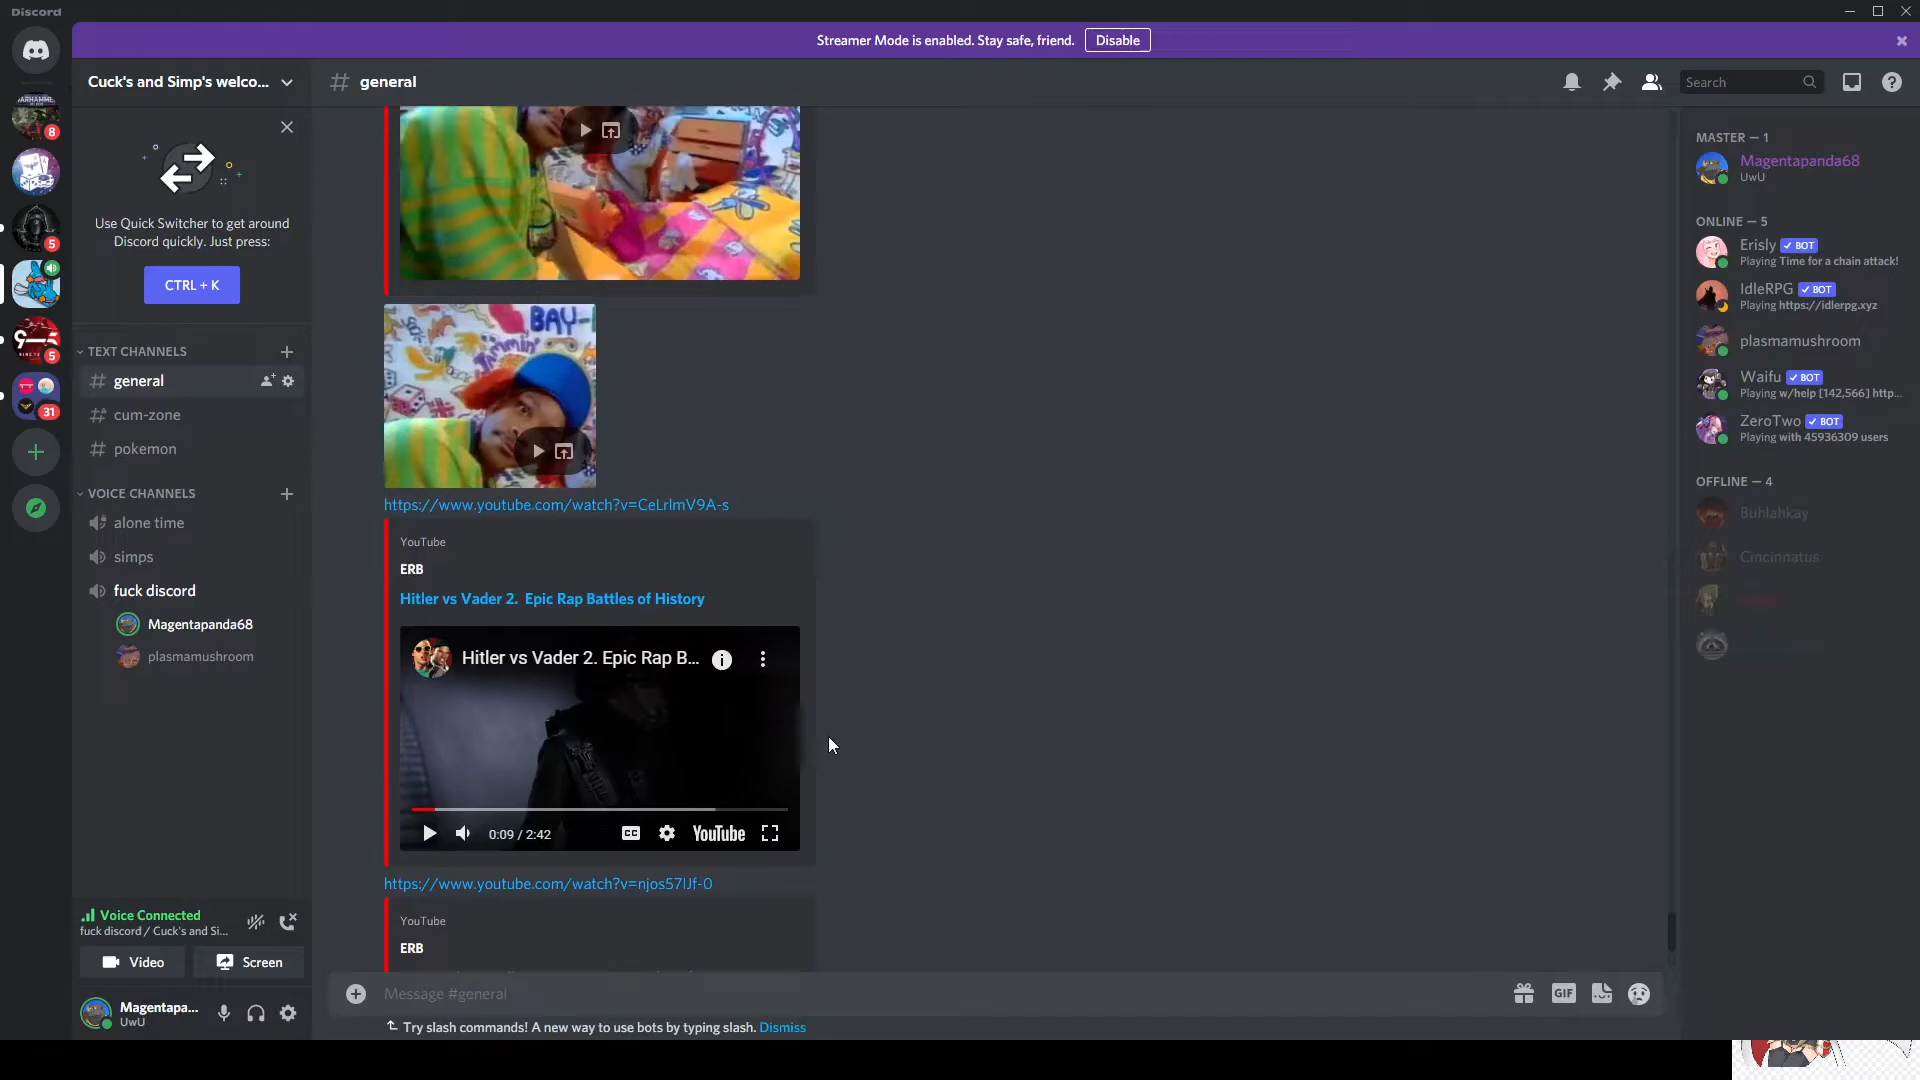 Discord
Streamer Mode is enabled. Stay safe, friend.
Disable
Cuck's and Simp's welco...
general
Search
8
5
5
31
Use Quick Switcher to get around
Discord quickly. Just press:
CTRL + K
TEXT CHANNELS
general
cum-zone
pokemon
VOICE CHANNELS
alone time
simps
fuck discord
Magentapanda68
plasmamushroom
Voice Connected
fuck discord / Cuck's and Si...
Video
Screen
Magentapa...
UwU
BAY-
Jammin'
https://www.youtube.com/watch?v=CeLrlmV9A-s
YouTube
ERB
Hitler vs Vader 2. Epic Rap Battles of History
Hitler vs Vader 2. Epic Rap B...
0:09 / 2:42
CC
YouTube
https://www.youtube.com/watch?v=njos57IJf-0
YouTube
ERB
Message #general
GIF
Try slash commands! A new way to use bots by typing slash. Dismiss
MASTER — 1
Magentapanda68
UwU
ONLINE — 5
Erisly ✓ BOT
Playing Time for a chain attack!
IdleRPG ✓ BOT
Playing https://idlerpg.xyz
plasmamushroom
Waifu ✓ BOT
Playing w/help [142,566] http...
ZeroTwo ✓ BOT
Playing with 45936309 users
OFFLINE — 4
Buhlahkay
Cincinnatus